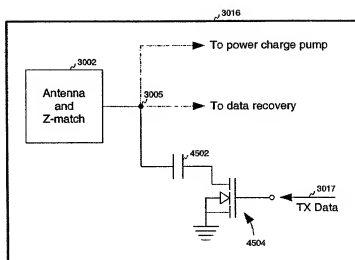 3016
To power charge pump
3002
Antenna
and
Z-match
3005
To data recovery
4502
3017
TX Data
4504